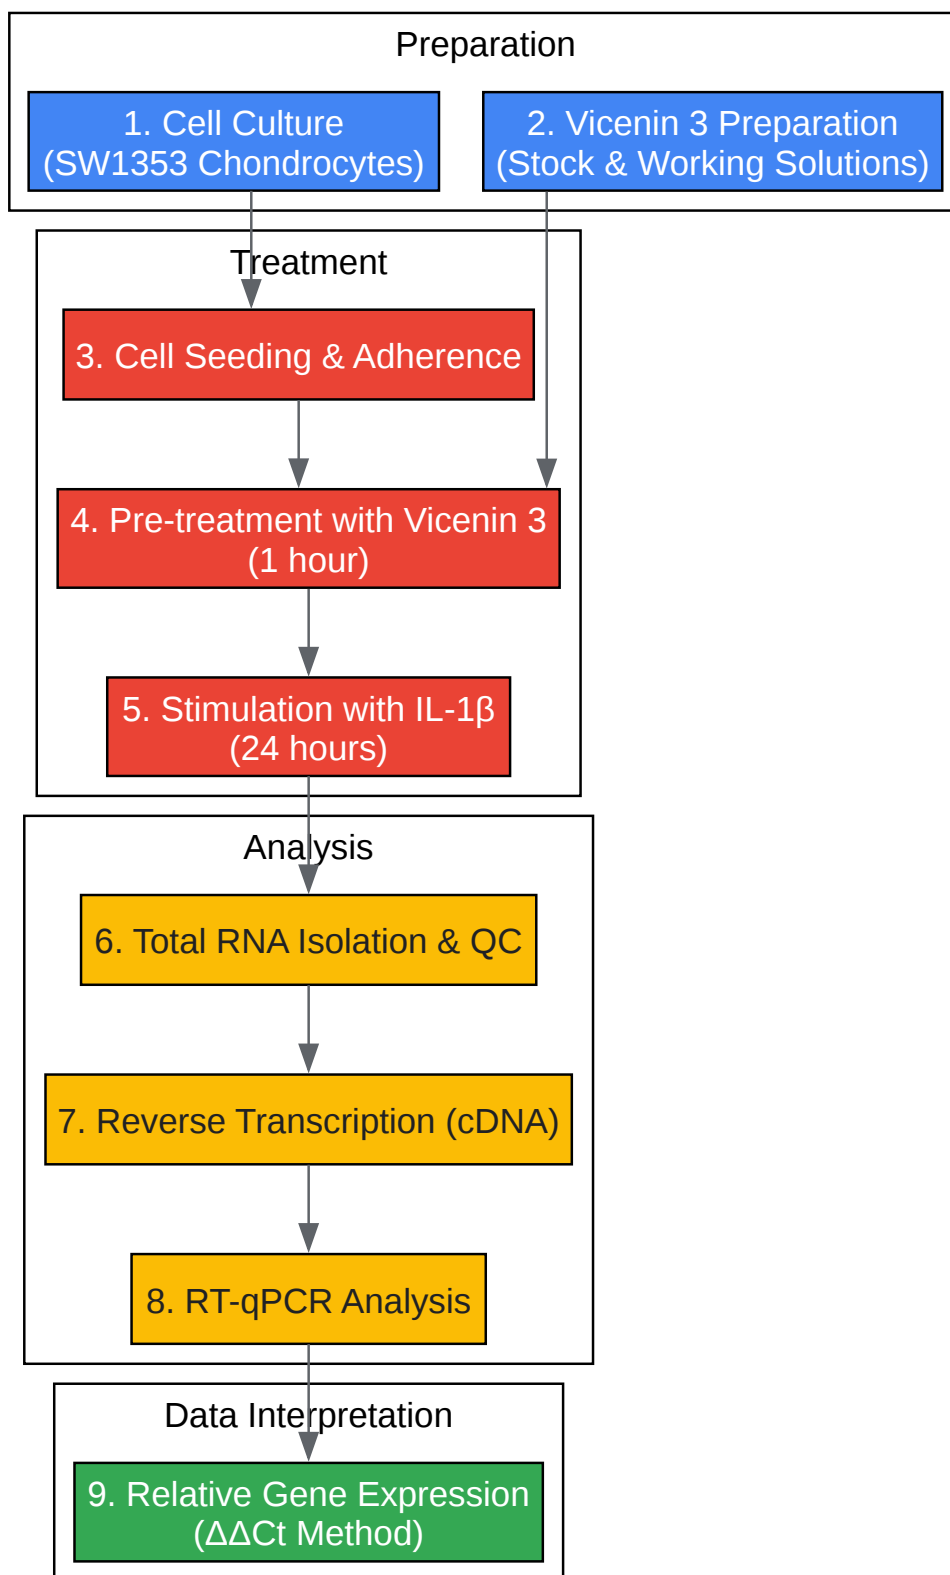 Preparation
1. Cell Culture
(SW1353 Chondrocytes)
2. Vicenin 3 Preparation
(Stock & Working Solutions)
Treatment
3. Cell Seeding & Adherence
4. Pre-treatment with Vicenin 3
(1 hour)
5. Stimulation with IL-1β
(24 hours)
Analysis
6. Total RNA Isolation & QC
7. Reverse Transcription (cDNA)
8. RT-qPCR Analysis
Data Interpretation
9. Relative Gene Expression
(ΔΔCt Method)